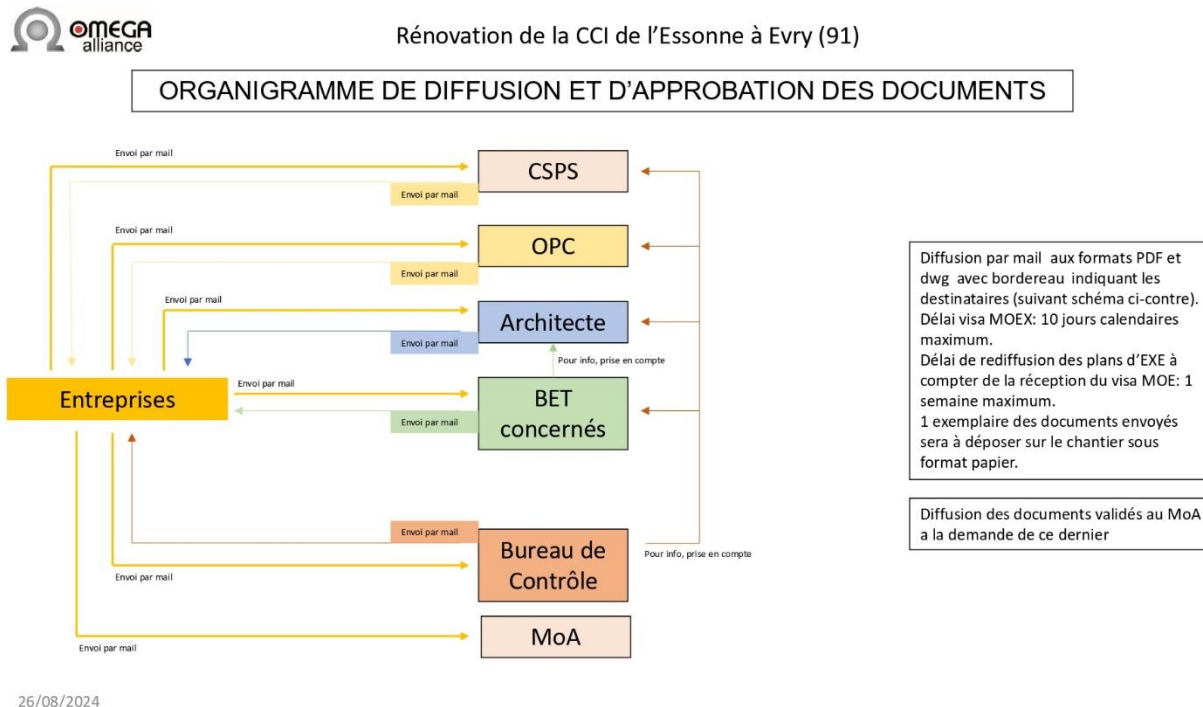 OMEGA
alliance
Rénovation de la CCI de l'Essonne à Evry (91)
ORGANIGRAMME DE DIFFUSION ET D'APPROBATION DES DOCUMENTS
Envoi par mail
CSPS
Envoi par mail
Envoi par mail
OPC
Envoi par mail
Envoi par mail
Architecte
Envoi par mail
Pour info, prise en compte
Entreprises
Envoi par mail
BET
concernés
Envoi par mail
Envoi par mail
Bureau de
Contrôle
Pour info, prise en compte
Envoi par mail
MoA
Envoi par mail
Diffusion par mail aux formats PDF et
dwg avec bordereau indiquant les
destinataires (suivant schéma ci-contre).
Délai visa MOEX: 10 jours calendaires
maximum.
Délai de rediffusion des plans d'EXE à
compter de la réception du visa MOE: 1
semaine maximum.
1 exemplaire des documents envoyés
sera à déposer sur le chantier sous
format papier.
Diffusion des documents validés au MoA
a la demande de ce dernier
26/08/2024